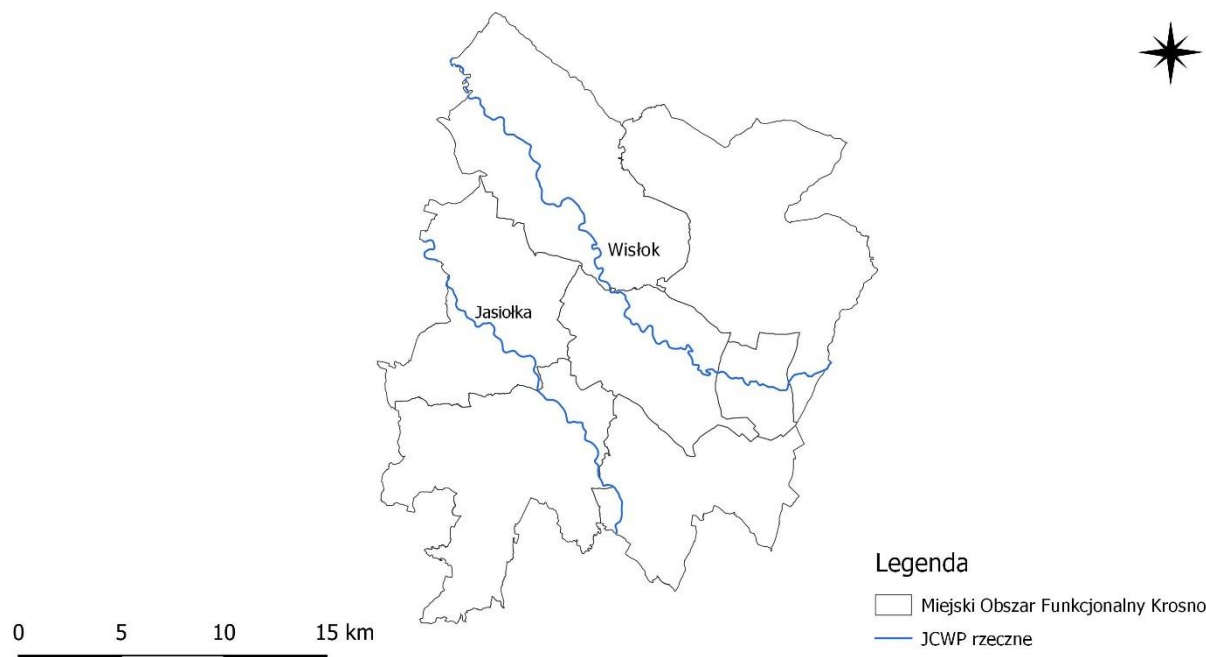 Wisłok
Jasiołka
Legenda
Miejski Obszar Funkcjonalny Krosno
JCWP rzeczne
0 5 10 15 km